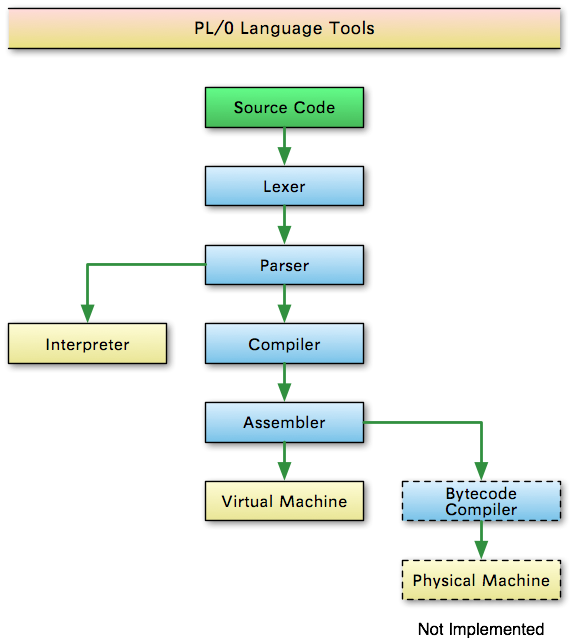 PL/0 Language Tools
Source Code
Lexer
Parser
Interpreter
Compiler
Assembler
Virtual Machine
Bytecode
Compiler
Physical Machine
Not Implemented